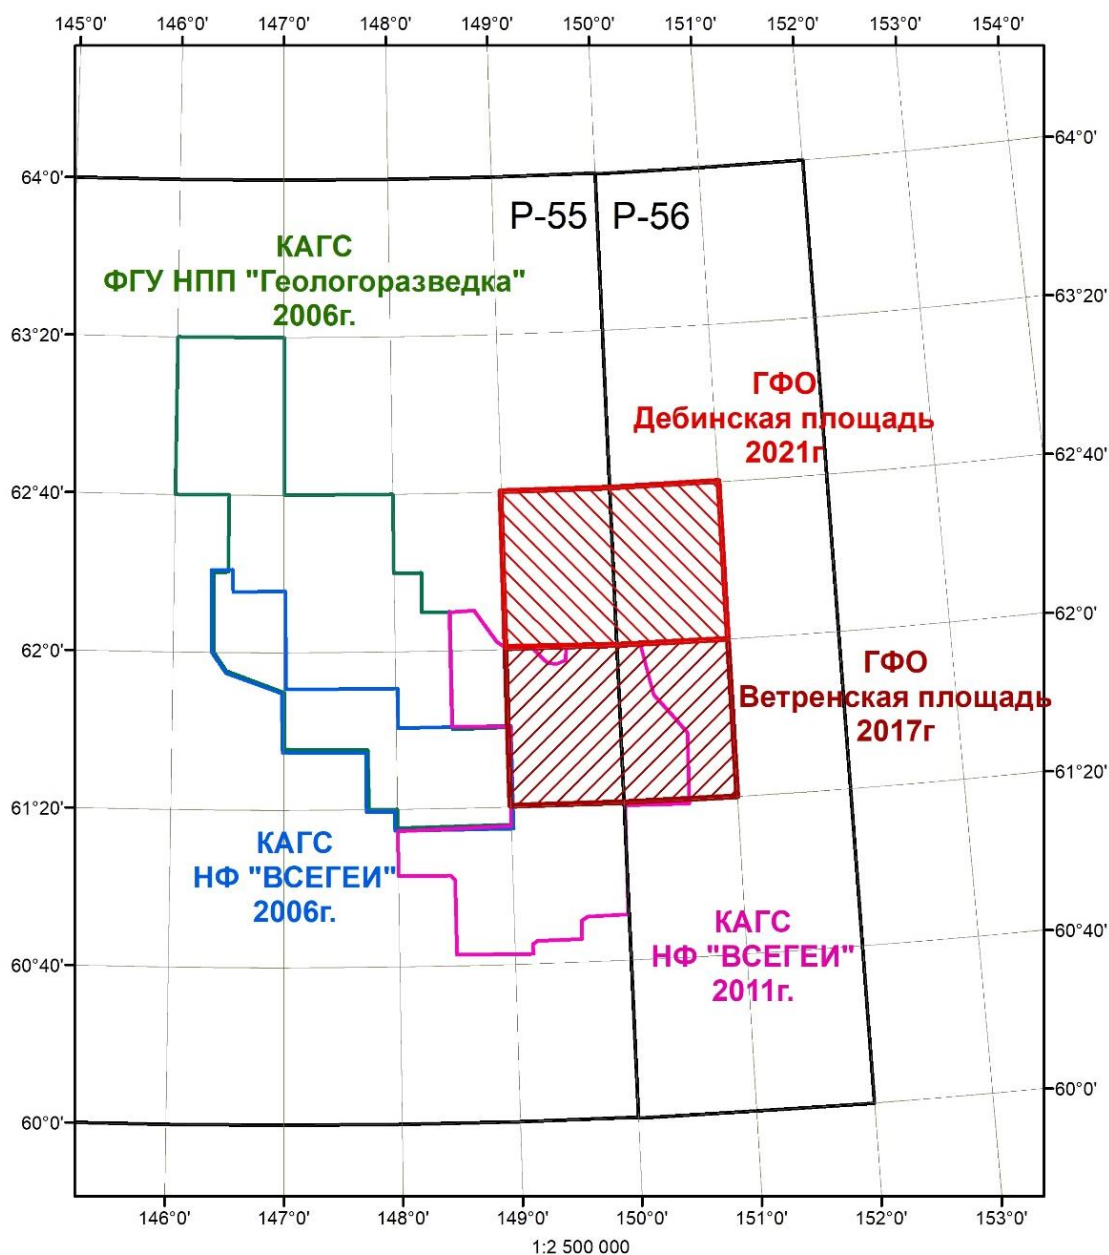 145°0' 146°0' 147°0' 148°0' 149°0' 150°0' 151°0' 152°0' 153°0' 154°0'
64°0'
64°0'
P-55 P-56
КАГС
ФГУ НПП "Геологоразведка"
2006г.
63°20'
63°20'
ГФО
Дебинская площадь
2021г
62°40'
62°40'
62°0'
62°0'
ГФО
Ветренская площадь
2017г
61°20'
61°20'
КАГС
НФ "ВСЕГЕИ"
2006г.
КАГС
НФ "ВСЕГЕИ"
2011г.
60°40'
60°40'
60°0'
60°0'
146°0' 147°0' 148°0' 149°0' 150°0' 151°0' 152°0' 153°0'
1:2 500 000